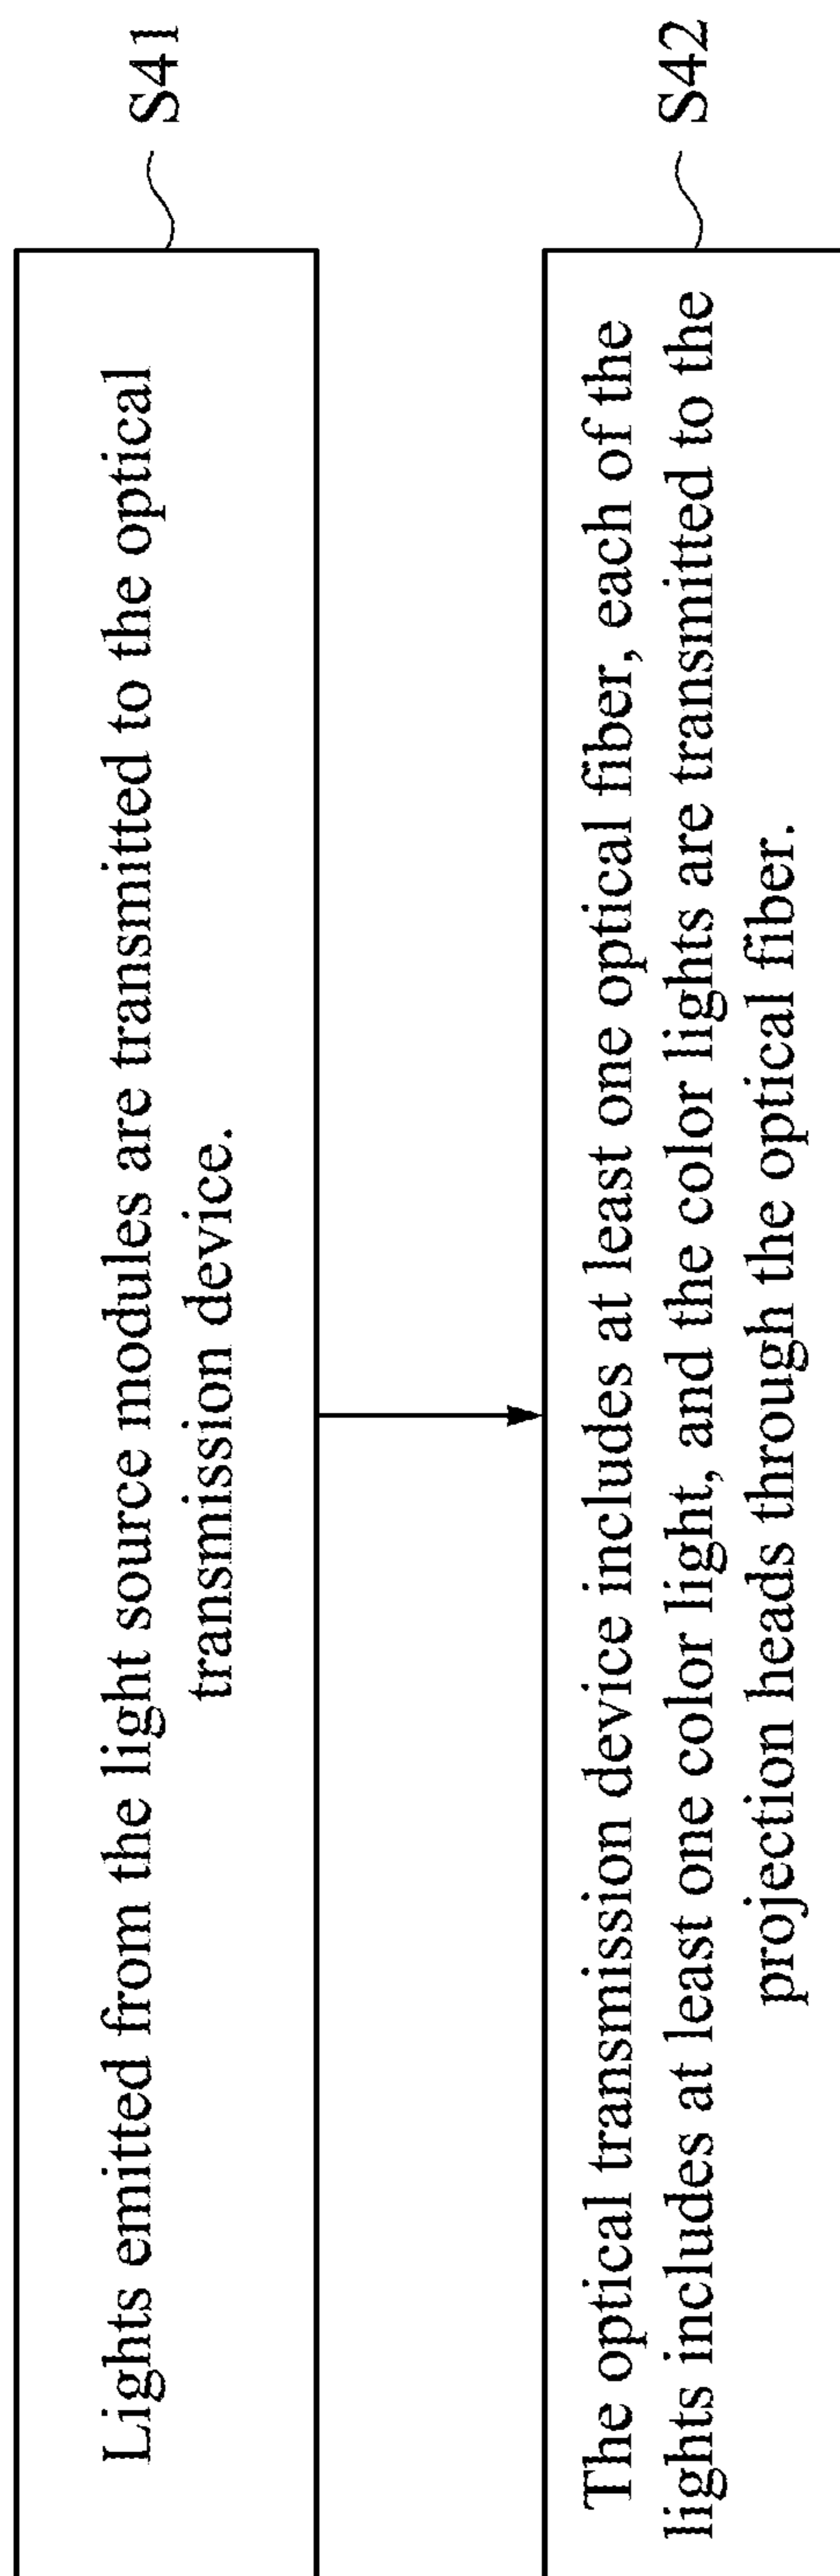 Lights emitted from the light source modules are transmitted to the optical
transmission device.
S41
The optical transmission device includes at least one optical fiber, each of the
lights includes at least one color light, and the color lights are transmitted to the
projection heads through the optical fiber.
S42